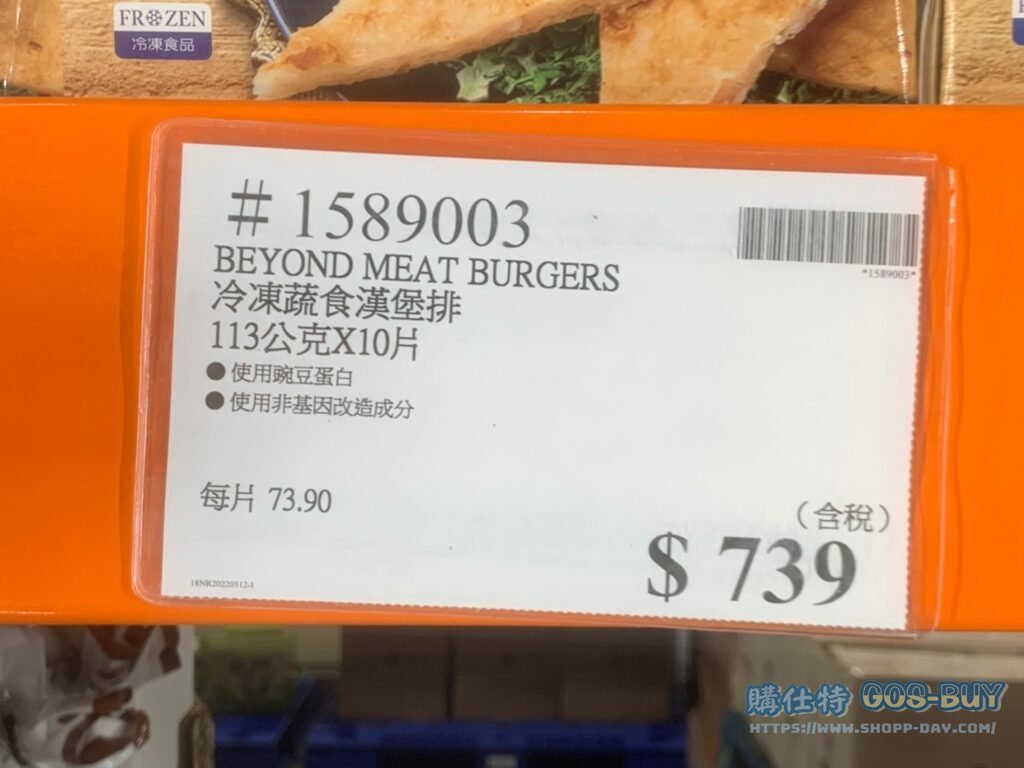 FROZEN
冷凍食品
#1589003
*1589003*
BEYOND MEAT BURGERS
冷凍蔬食漢堡排
113公克X10片
●使用豌豆蛋白
●使用非基因改造成分
每片 73.90
(含稅)
$ 739
18NR20220512-1
購仕特 GOS-BUY
HTTPS://WWW.SHOPP-DAY.COM/